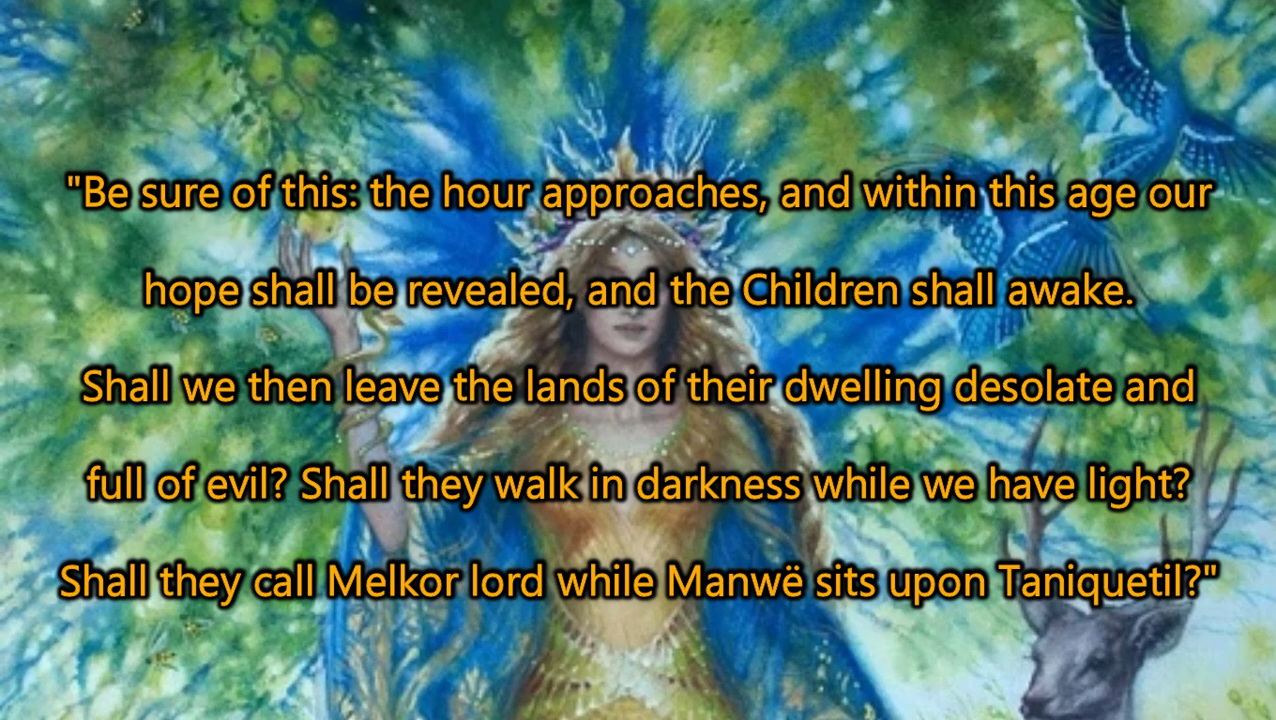 "Be sure of this: the hour approaches, and within this age our
hope shall be revealed, and the Children shall awake.
Shall we then leave the lands of their dwelling desolate and
full of evil? Shall they walk in darkness while we have light?
Shall they call Melkor lord while Manwë sits upon Taniquetil?"